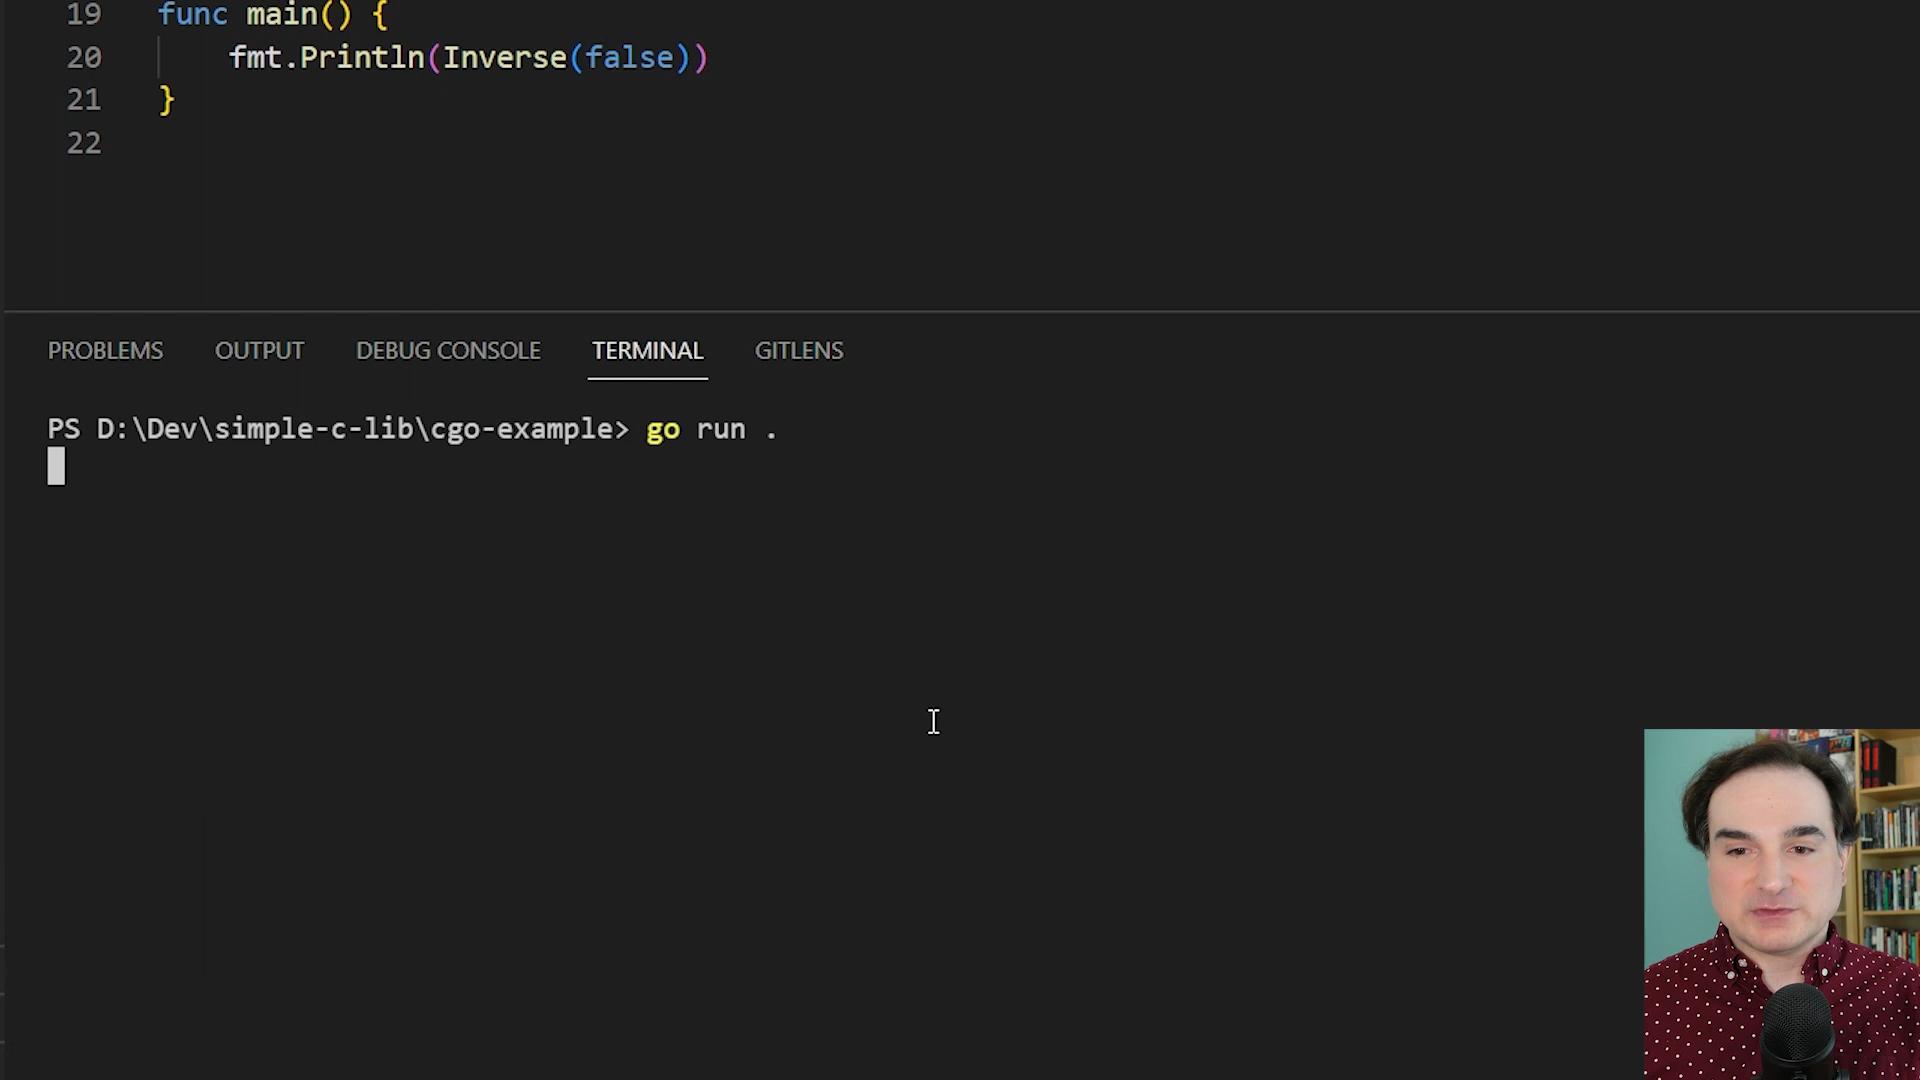 19 func main() {
20 fmt.Println(Inverse(false))
21 }
22
PROBLEMS OUTPUT DEBUG CONSOLE TERMINAL GITLENS
PS D:\Dev\simple-c-lib\cgo-example> go run .